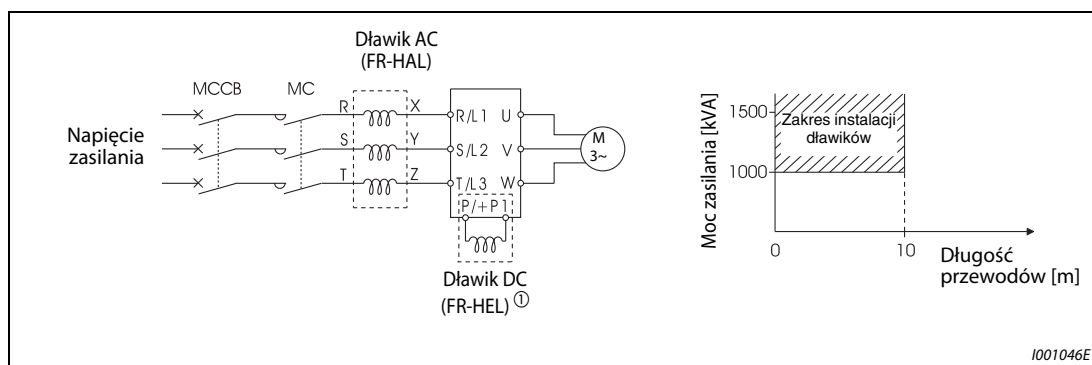 Dławik AC
(FR-HAL)
MCCB
MC
R
X
S
Y
T
Z
Napięcie
zasilania
R/L1
U
S/L2
V
T/L3
W
P/+
P1
M
3~
Dławik DC
(FR-HEL) ①
Moc zasilania [kVA]
1500
1000
Zakres instalacji
dławików
0
10
Długość
przewodów [m]
I001046E